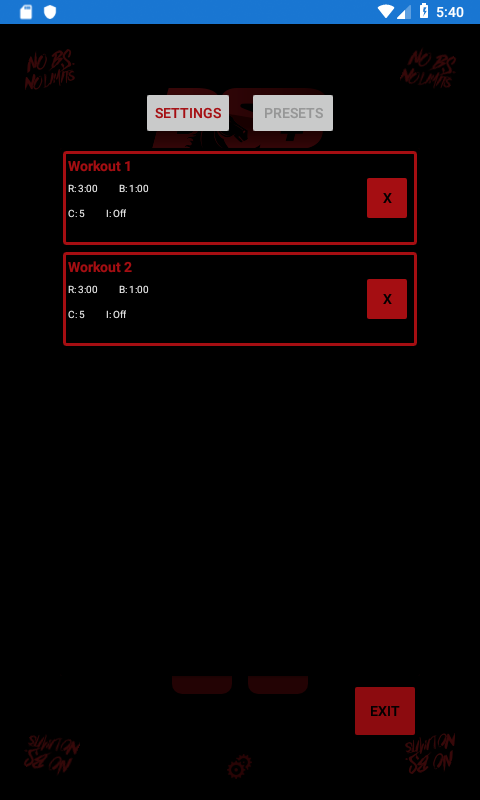 5:40
NO BS.
NO LIMITS
NO BS.
NO LIMITS
SETTINGS
PRESETS
Workout 1
R: 3:00 B: 1:00
C: 5 I: Off
X
Workout 2
R: 3:00 B: 1:00
C: 5 I: Off
X
EXIT
NO BS.
NO LIMITS
NO BS.
NO LIMITS